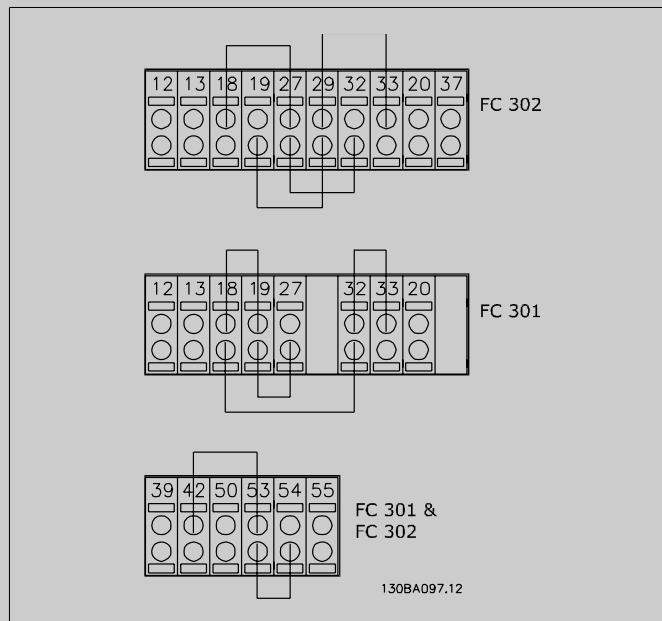 12 13 18 19 27 29 32 33 20 37
FC 302
12 13 18 19 27 32 33 20
FC 301
39 42 50 53 54 55
FC 301 &
FC 302
130BA097.12